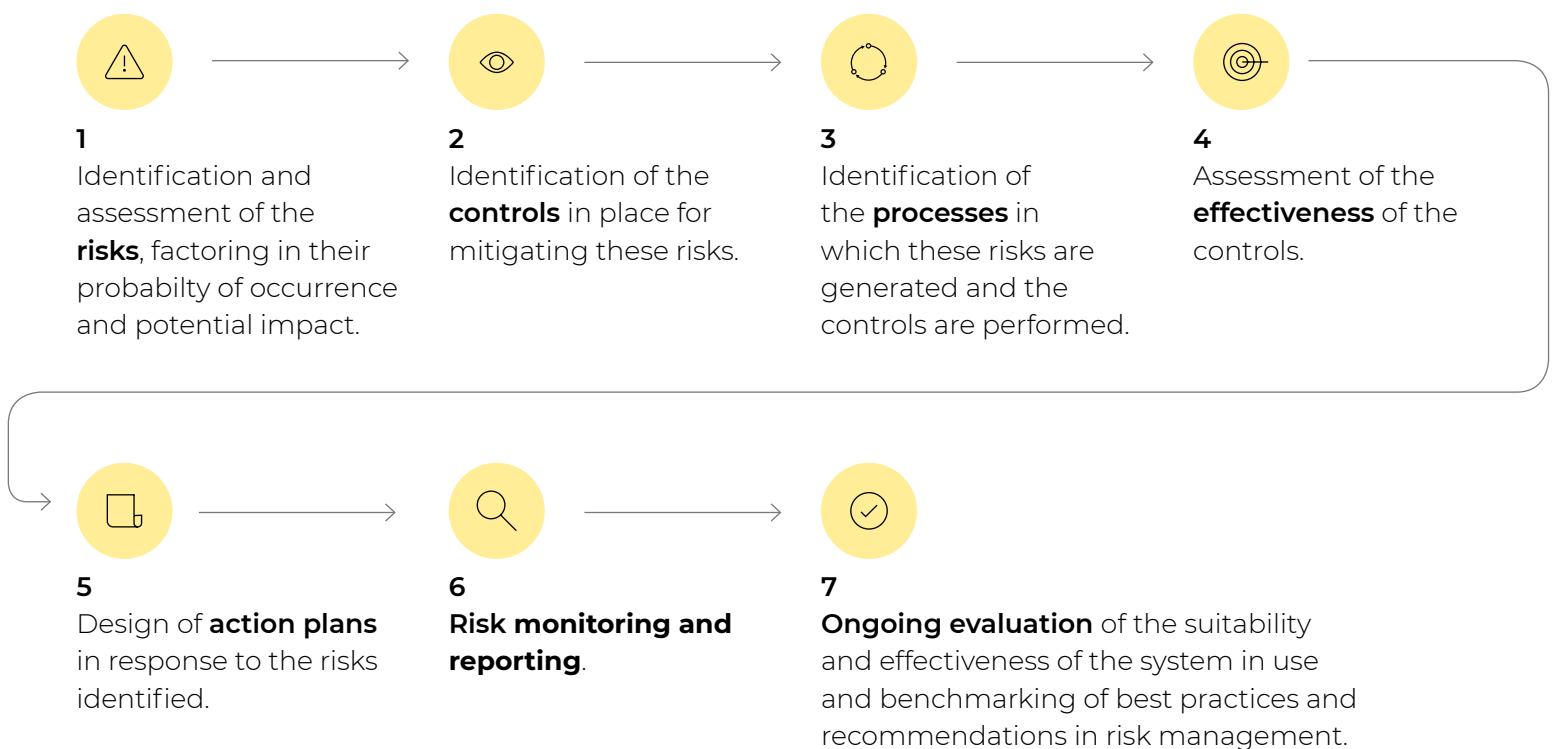 1
Identification and
assessment of the
risks, factoring in their
probabilty of occurrence
and potential impact.
2
Identification of the
controls in place for
mitigating these risks.
3
Identification of
the processes in
which these risks are
generated and the
controls are performed.
4
Assessment of the
effectiveness of the
controls.
5
Design of action plans
in response to the risks
identified.
6
Risk monitoring and
reporting.
7
Ongoing evaluation of the suitability
and effectiveness of the system in use
and benchmarking of best practices and
recommendations in risk management.